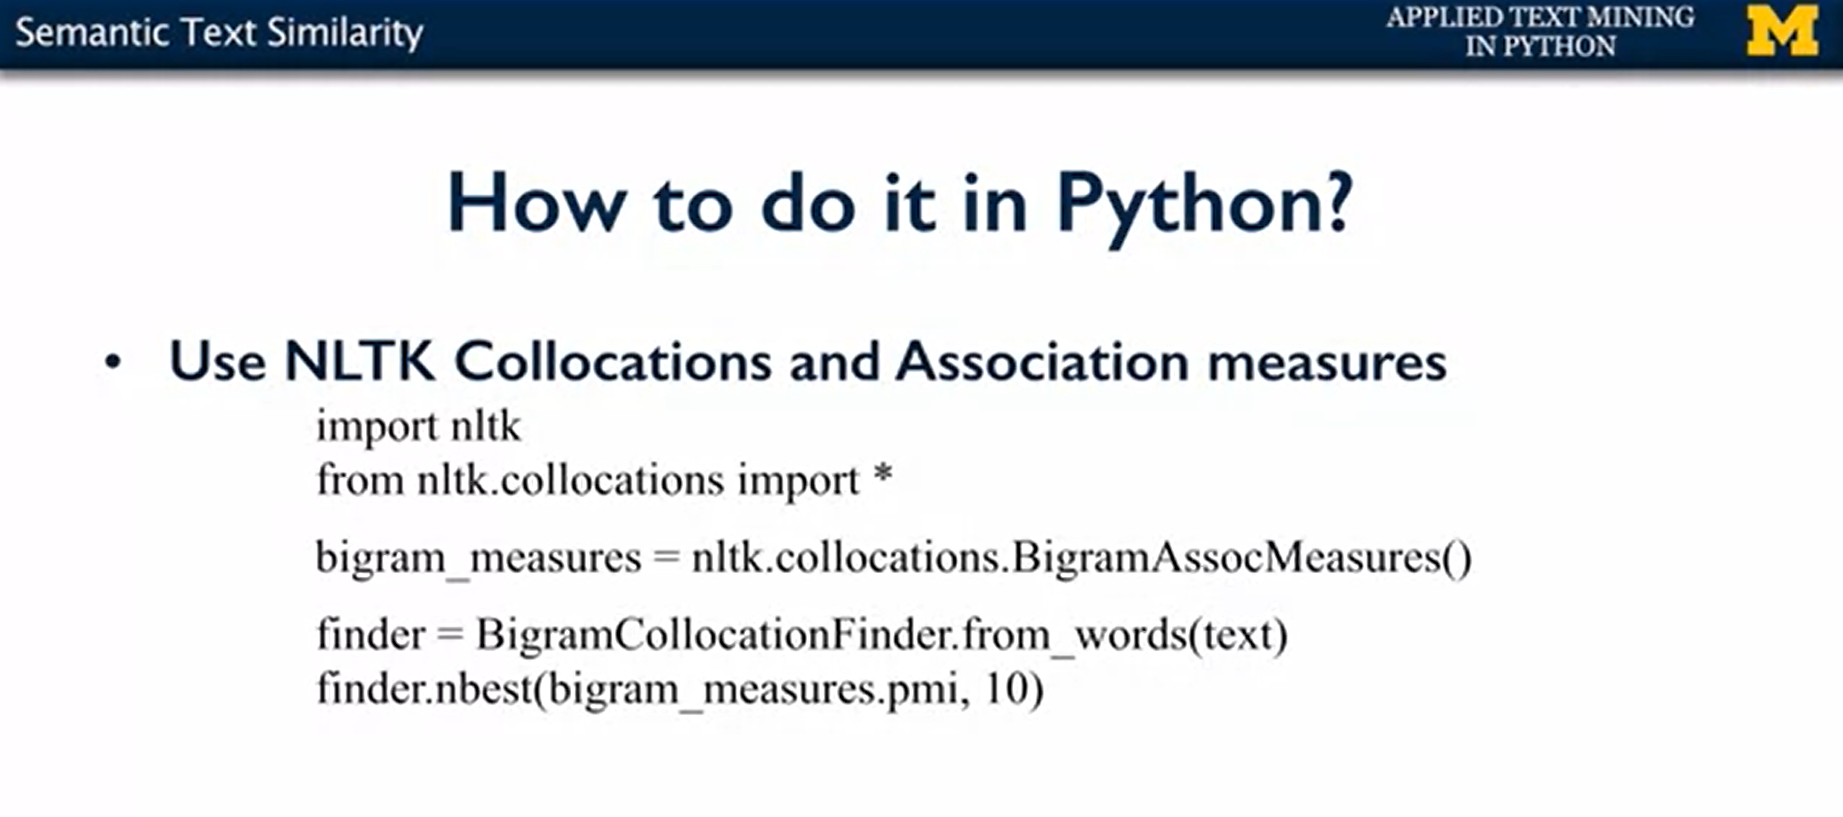 Semantic Text Similarity
APPLIED TEXT MINING
IN PYTHON
M
How to do it in Python?
• Use NLTK Collocations and Association measures
import nltk
from nltk.collocations import *
bigram_measures = nltk.collocations.BigramAssocMeasures()
finder = BigramCollocationFinder.from_words(text)
finder.nbest(bigram_measures.pmi, 10)